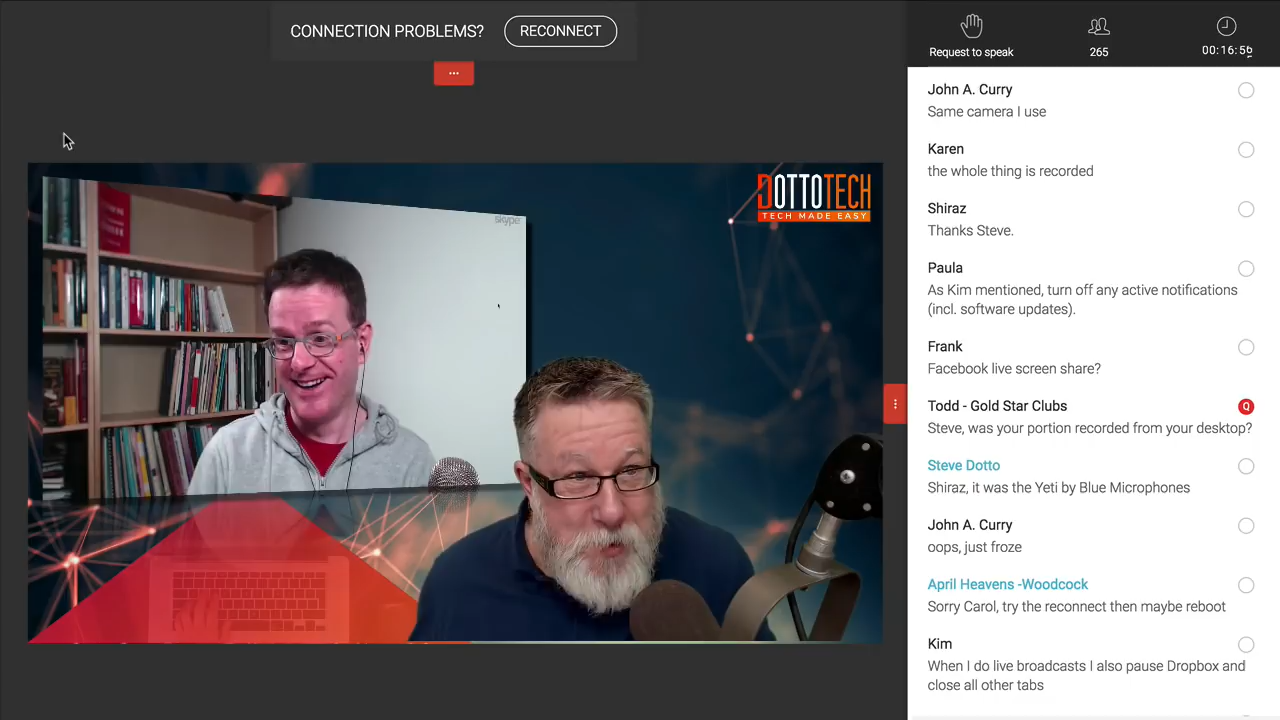 CONNECTION PROBLEMS?
RECONNECT
...
skype
DOTTOTECH
TECH MADE EASY
Request to speak
265
John A. Curry
Same camera I use
Karen
the whole thing is recorded
Shiraz
Thanks Steve.
Paula
As Kim mentioned, turn off any active notifications
(incl. software updates).
Frank
Facebook live screen share?
Todd - Gold Star Clubs
Q
Steve, was your portion recorded from your desktop?
Steve Dotto
Shiraz, it was the Yeti by Blue Microphones
John A. Curry
oops, just froze
April Heavens -Woodcock
Sorry Carol, try the reconnect then maybe reboot
Kim
When I do live broadcasts I also pause Dropbox and
close all other tabs